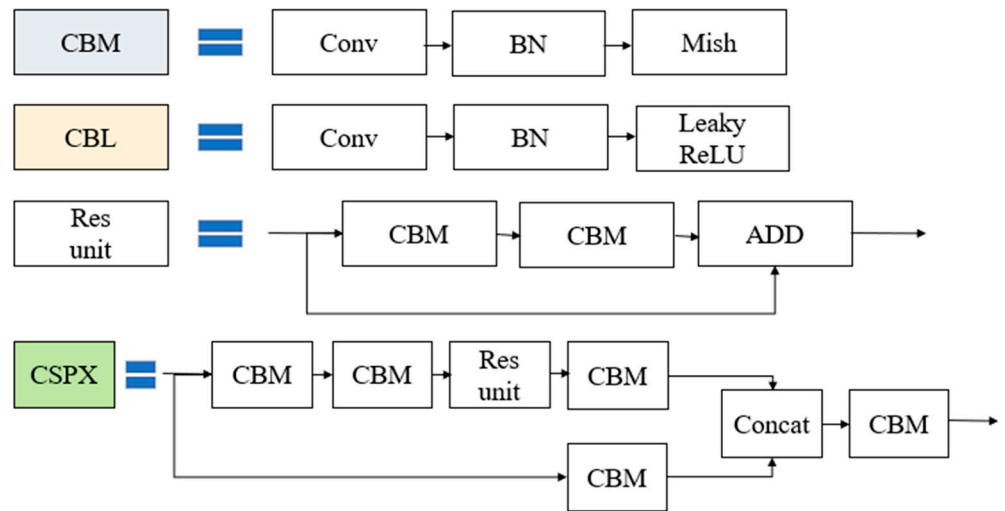 CBM
Conv
BN
Mish
CBL
Conv
BN
Leaky
ReLU
Res
unit
CBM
CBM
ADD
CSPX
CBM
CBM
Res
unit
CBM
Concat
CBM
CBM